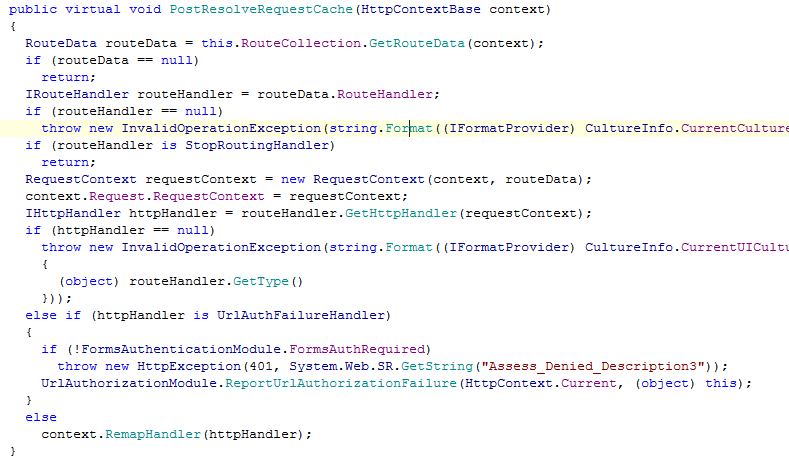 public virtual void PostResolveRequestCache(HttpContextBase context)
{
RouteData routeData = this.RouteCollection.GetRouteData(context);
if (routeData == null)
return;
IRouteHandler routeHandler = routeData.RouteHandler;
if (routeHandler == null)
throw new InvalidOperationException(string.Format((IFormatProvider) CultureInfo.CurrentCulture
if (routeHandler is StopRoutingHandler)
return;
RequestContext requestContext = new RequestContext(context, routeData);
context.Request.RequestContext = requestContext;
IHttpHandler httpHandler = routeHandler.GetHttpHandler(requestContext);
if (httpHandler == null)
throw new InvalidOperationException(string.Format((IFormatProvider) CultureInfo.CurrentUICultu
{
(object) routeHandler.GetType()
}));
else if (httpHandler is UrlAuthFailureHandler)
{
if (!FormsAuthenticationModule.FormsAuthRequired)
throw new HttpException(401, System.Web.SR.GetString("Assess_Denied_Description3"));
UrlAuthorizationModule.ReportUrlAuthorizationFailure(HttpContext.Current, (object) this);
}
else
context.RemapHandler(httpHandler);
}